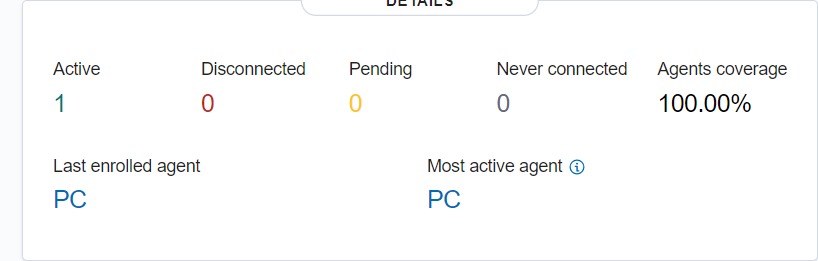 DETAILS
Active Disconnected Pending Never connected Agents coverage
1 0 0 0 100.00%
Last enrolled agent Most active agent
PC PC